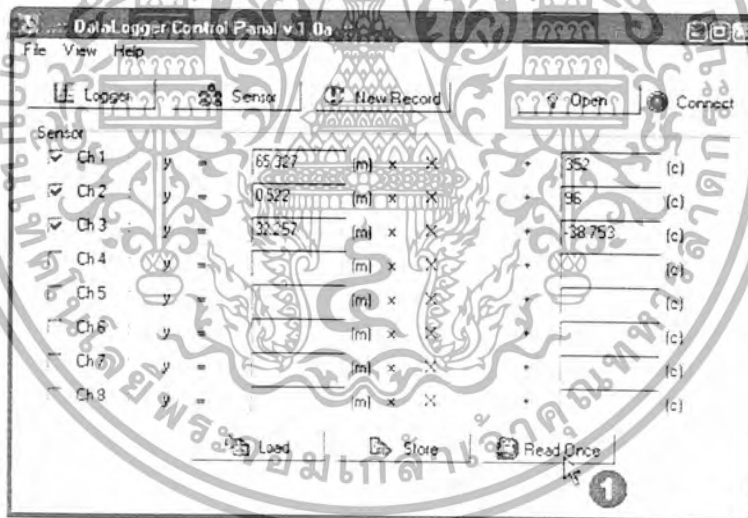 DataLogger Control Panal v.1.0a
File View Help
Logger Sensor New Record Open Connect
Sensor
Ch 1 y = 65.327 (m) x X + 352 (c)
Ch 2 y = 0.522 (m) x X + 96 (c)
Ch 3 y = 32.257 (m) x X + -38.753 (c)
Ch 4 y = (m) x X + (c)
Ch 5 y = (m) x X + (c)
Ch 6 y = (m) x X + (c)
Ch 7 y = (m) x X + (c)
Ch 8 y = (m) x X + (c)
Load Store Read Once
1